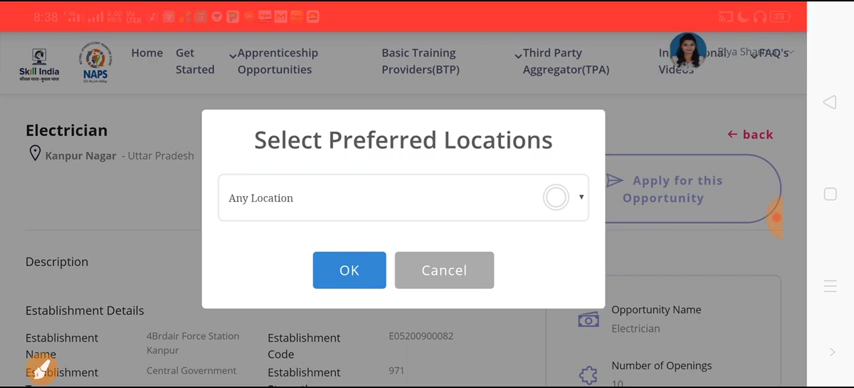 8:38
Home
Get Started
Apprenticeship Opportunities
Basic Training Providers(BTP)
Third Party Aggregator(TPA)
Videos
FAQ's
Skill India
NAPS
Electrician
Kanpur Nagar - Uttar Pradesh
← back
Apply for this
Opportunity
Select Preferred Locations
Any Location
OK
Cancel
Description
Establishment Details
Establishment
Name
4Brdair Force Station
Kanpur
Establishment
Code
E05200900082
Central Government
Establishment
971
Opportunity Name
Electrician
Number of Openings
10